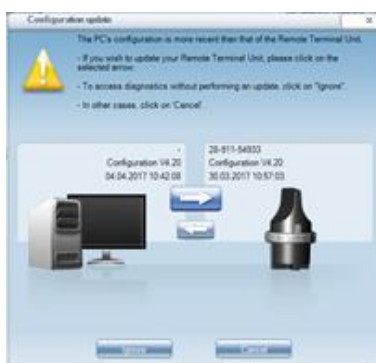 Configuration update
The PC's configuration is more recent then that of the Remote Terminal Unit.
- If you wish to update your Remote Terminal Unit, please click on the
selected arrow.
- To access diagnostics without performing an update, click on "Ignore".
- In other cases, click on 'Cancel'
-
Configuration V4.20
04.04.2017 10:42:08
28-911-54933
Configuration V4.20
30.03.2017 10:57:03
Ignore
Cancel